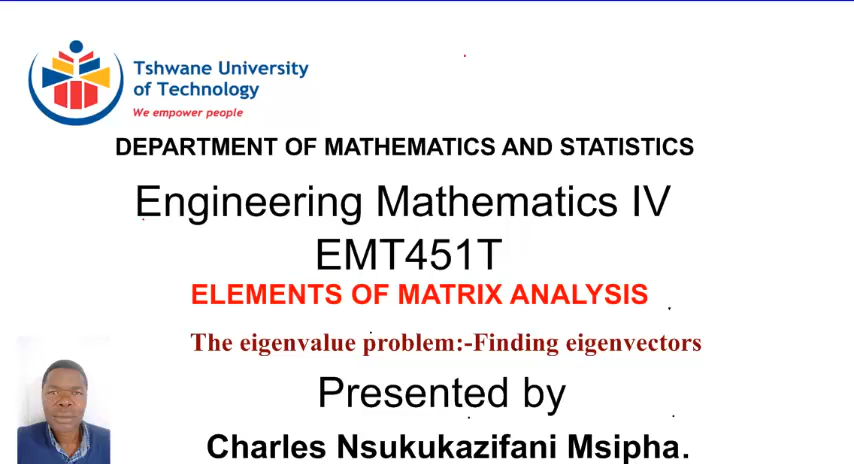 Tshwane University
of Technology
We empower people
DEPARTMENT OF MATHEMATICS AND STATISTICS
Engineering Mathematics IV
EMT451T
ELEMENTS OF MATRIX ANALYSIS
The eigenvalue problem:-Finding eigenvectors
Presented by
Charles Nsukukazifani Msipha.